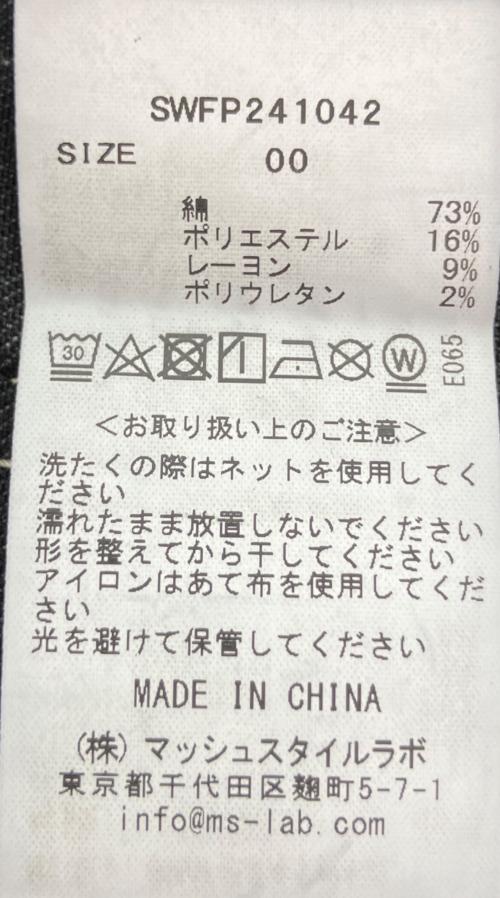 SWFP241042
SIZE 00
綿 73%
ポリエステル 16%
レーヨン 9%
ポリウレタン 2%
30 W E065
＜お取り扱い上のご注意＞
洗たくの際はネットを使用してく
ださい
濡れたまま放置しないでください
形を整えてから干してください
アイロンはあて布を使用してくだ
さい
光を避けて保管してください
MADE IN CHINA
(株) マッシュスタイルラボ
東京都千代田区麹町5-7-1
info@ms-lab.com